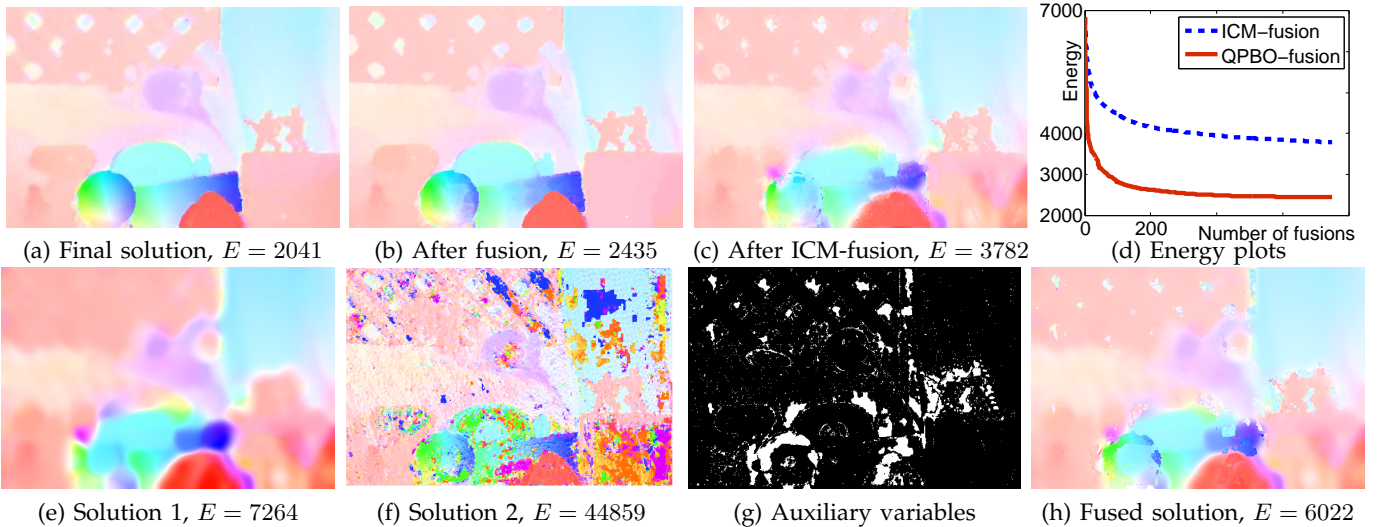 7000
Energy
4000
3000
2000
0
200
Number of fusions
ICM-fusion
QPBO-fusion
(a) Final solution, E = 2041
(b) After fusion, E = 2435
(c) After ICM-fusion, E = 3782
(d) Energy plots
(e) Solution 1, E = 7264
(f) Solution 2, E = 44859
(g) Auxiliary variables
(h) Fused solution, E = 6022